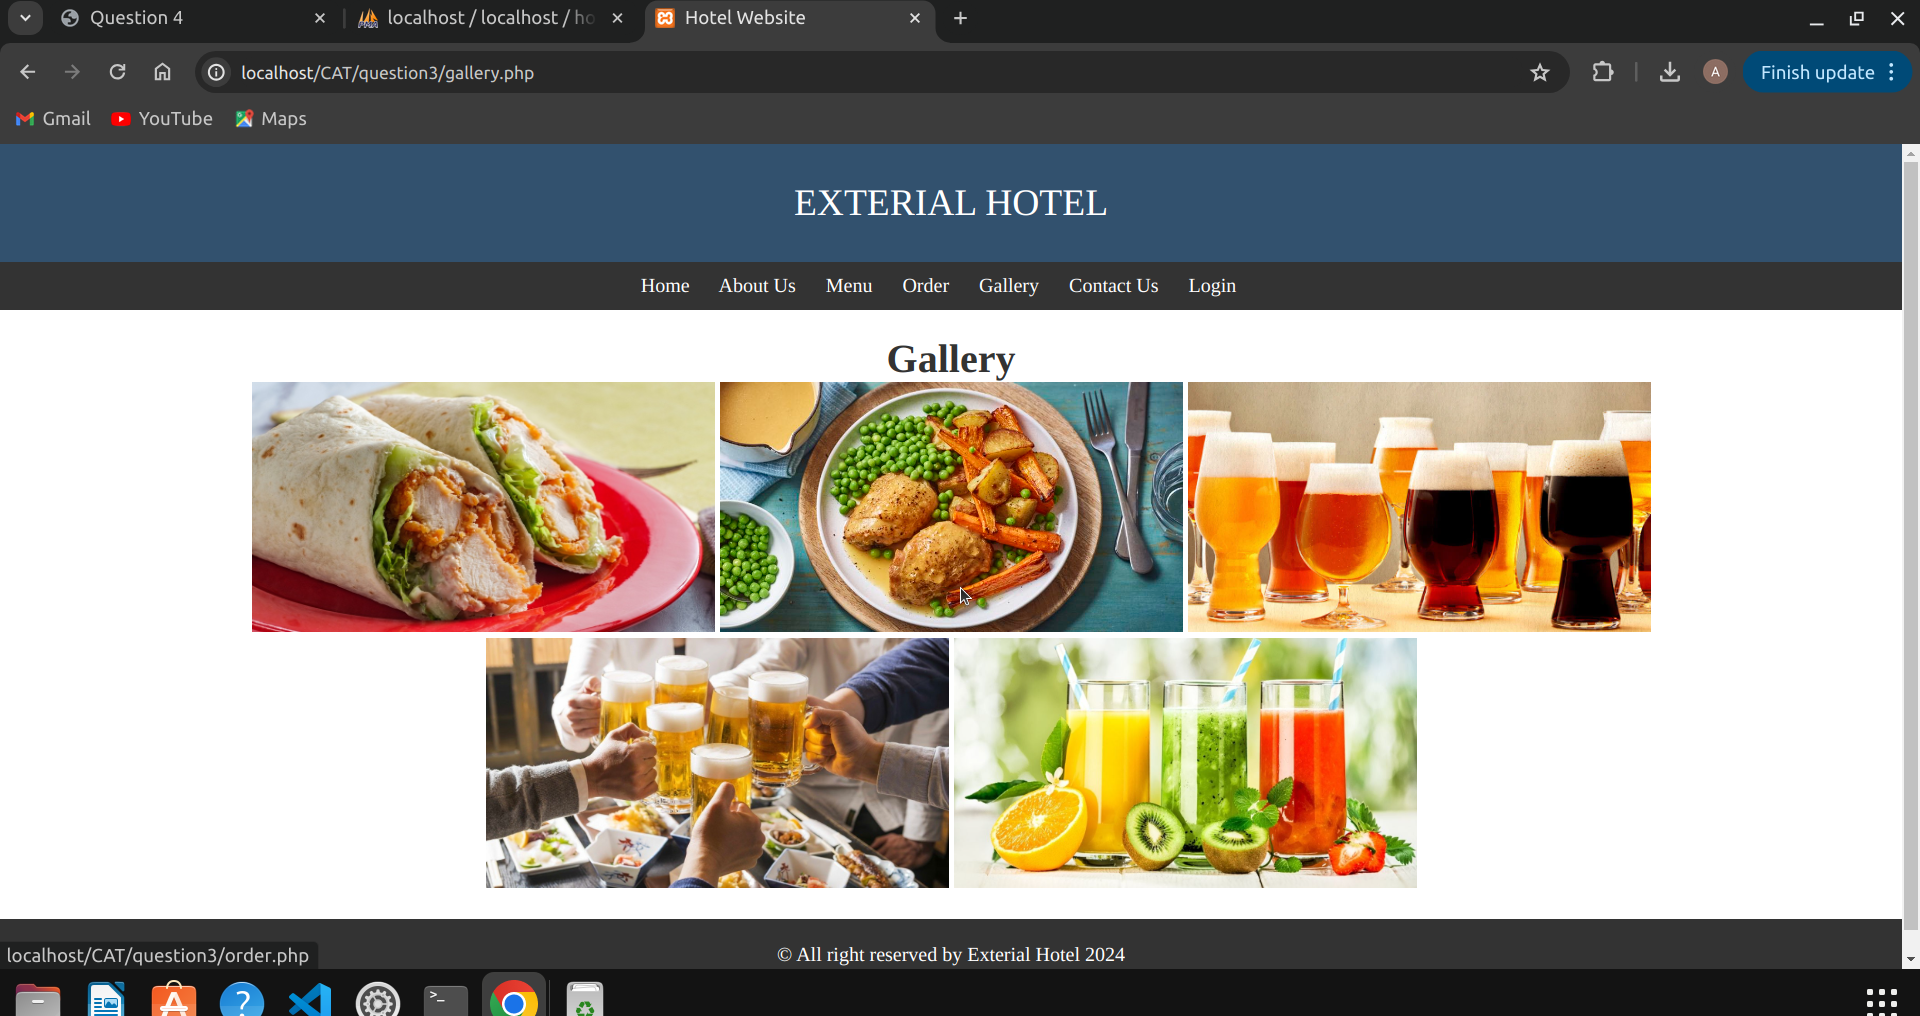 Question 4
localhost / localhost / ho
Hotel Website
localhost/CAT/question3/gallery.php
A
Finish update
Gmail
YouTube
Maps
EXTERIAL HOTEL
Home About Us Menu Order Gallery Contact Us Login
Gallery
localhost/CAT/question3/order.php
© All right reserved by Exterial Hotel 2024